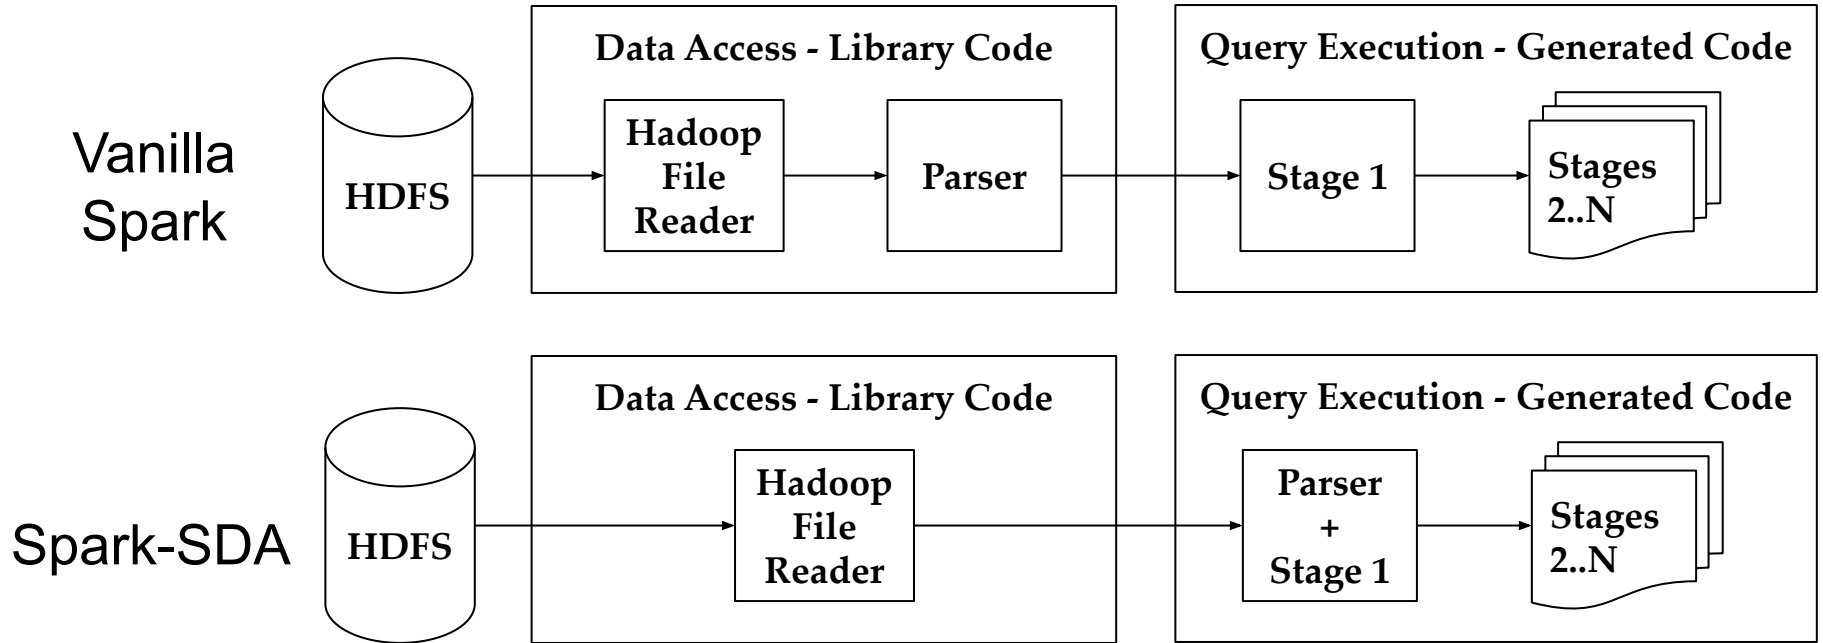 Vanilla
Spark
HDFS
Data Access - Library Code
Hadoop
File
Reader
Parser
Query Execution - Generated Code
Stage 1
Stages
2..N
Spark-SDA
HDFS
Data Access - Library Code
Hadoop
File
Reader
Query Execution - Generated Code
Parser
+
Stage 1
Stages
2..N